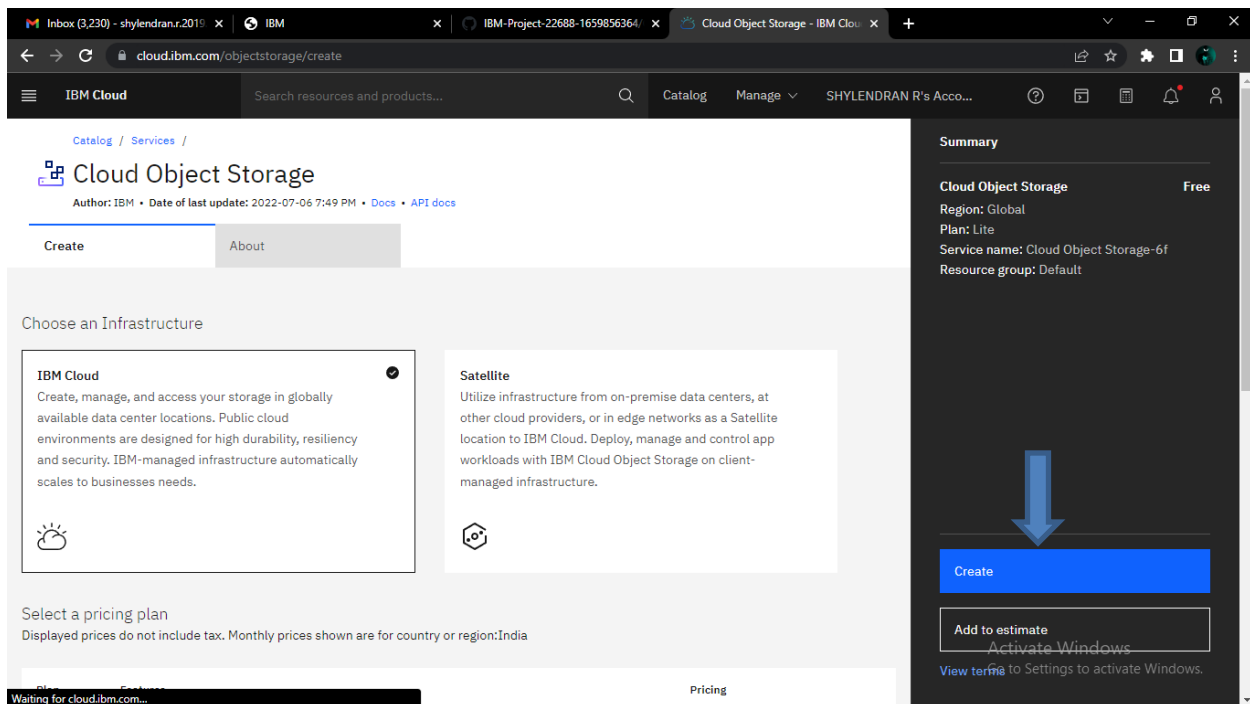 Inbox (3,230) - shylendran.r.2019
IBM
IBM-Project-22688-1659856364/
Cloud Object Storage - IBM Clou
cloud.ibm.com/objectstorage/create
IBM Cloud
Search resources and products...
Catalog
Manage
SHYLENDRAN R's Acco...
Catalog / Services /
Cloud Object Storage
Author: IBM • Date of last update: 2022-07-06 7:49 PM • Docs • API docs
Create
About
Choose an Infrastructure
IBM Cloud
Create, manage, and access your storage in globally
available data center locations. Public cloud
environments are designed for high durability, resiliency
and security. IBM-managed infrastructure automatically
scales to businesses needs.
Satellite
Utilize infrastructure from on-premise data centers, at
other cloud providers, or in edge networks as a Satellite
location to IBM Cloud. Deploy, manage and control app
workloads with IBM Cloud Object Storage on client-
managed infrastructure.
Select a pricing plan
Displayed prices do not include tax. Monthly prices shown are for country or region:India
Plan
Features
Pricing
Waiting for cloud.ibm.com...
Summary
Cloud Object Storage Free
Region: Global
Plan: Lite
Service name: Cloud Object Storage-6f
Resource group: Default
Create
Add to estimate
View terms
Activate Windows
Go to Settings to activate Windows.